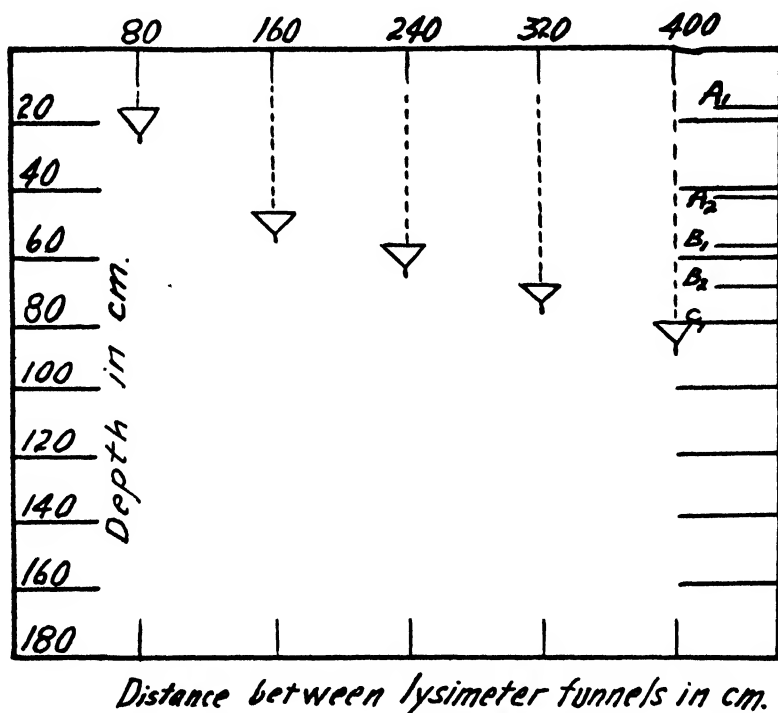 80 160 240 320 400
A1
20
40
A2
B1
60
B2
80
C1
100
120
140
160
180
Depth in cm.
Distance between lysimeter funnels in cm.